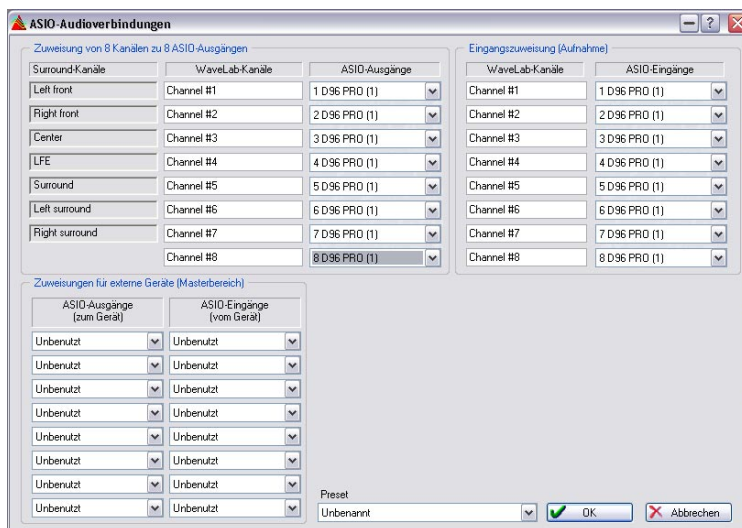 ASIO-Audioverbindungen
Zuweisung von 8 Kanälen zu 8 ASIO-Ausgängen
Surround-Kanäle WaveLab-Kanäle ASIO-Ausgänge
Left front Channel #1 1 D96 PRO (1)
Right front Channel #2 2 D96 PRO (1)
Center Channel #3 3 D96 PRO (1)
LFE Channel #4 4 D96 PRO (1)
Surround Channel #5 5 D96 PRO (1)
Left surround Channel #6 6 D96 PRO (1)
Right surround Channel #7 7 D96 PRO (1)
Channel #8 8 D96 PRO (1)
Eingangszuweisung (Aufnahme)
WaveLab-Kanäle ASIO-Eingänge
Channel #1 1 D96 PRO (1)
Channel #2 2 D96 PRO (1)
Channel #3 3 D96 PRO (1)
Channel #4 4 D96 PRO (1)
Channel #5 5 D96 PRO (1)
Channel #6 6 D96 PRO (1)
Channel #7 7 D96 PRO (1)
Channel #8 8 D96 PRO (1)
Zuweisungen für externe Geräte (Masterbereich)
ASIO-Ausgänge ASIO-Eingänge
(zum Gerät) (vom Gerät)
Unbenutzt Unbenutzt
Unbenutzt Unbenutzt
Unbenutzt Unbenutzt
Unbenutzt Unbenutzt
Unbenutzt Unbenutzt
Unbenutzt Unbenutzt
Unbenutzt Unbenutzt
Unbenutzt Unbenutzt
Preset
Unbenannt OK Abbrechen